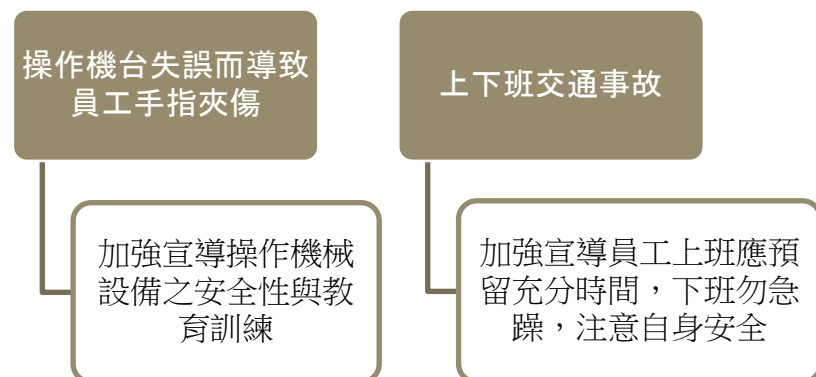 操作機台失誤而導致
員工手指夾傷
加強宣導操作機械
設備之安全性與教
育訓練
上下班交通事故
加強宣導員工上班應預
留充分時間，下班勿急
躁，注意自身安全